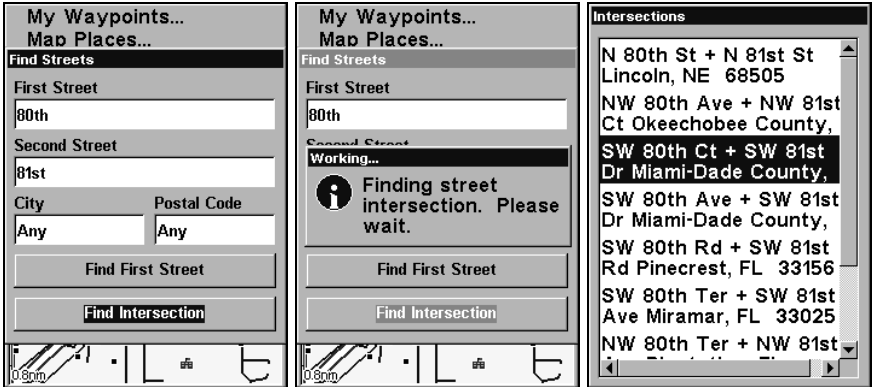 My Waypoints...
Map Places...
Find Streets
First Street
80th
Second Street
81st
City Postal Code
Any Any
Find First Street
Find Intersection
0.8nm
My Waypoints...
Map Places...
Find Streets
First Street
80th
Second Street
Working...
Finding street
intersection. Please
wait.
Find First Street
Find Intersection
0.8nm
Intersections
N 80th St + N 81st St
Lincoln, NE 68505
NW 80th Ave + NW 81st
Ct Okeechobee County,
SW 80th Ct + SW 81st
Dr Miami-Dade County,
SW 80th Ave + SW 81st
Dr Miami-Dade County,
SW 80th Rd + SW 81st
Rd Pinecrest, FL 33156
SW 80th Ter + SW 81st
Ave Miramar, FL 33025
NW 80th Ter + NW 81st